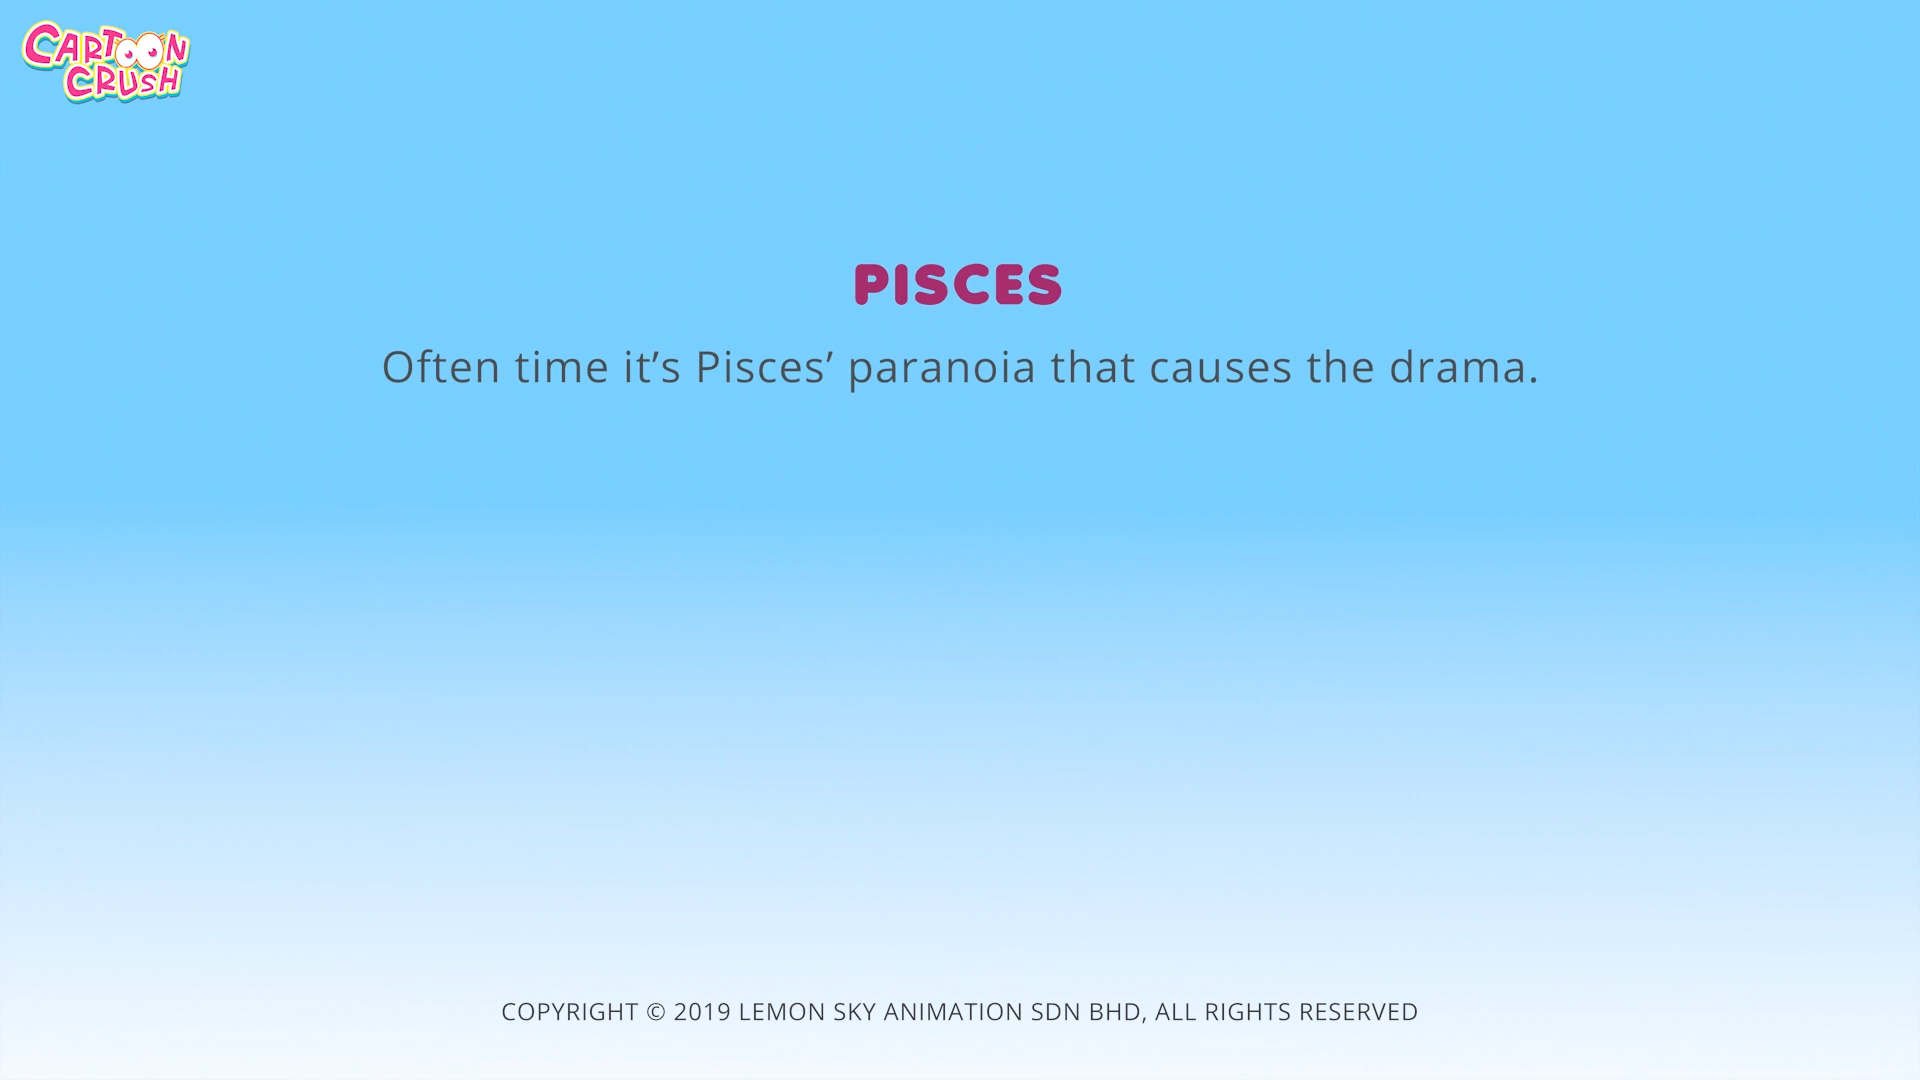 CARTOON
CRUSH
PISCES
Often time it’s Pisces’ paranoia that causes the drama.
COPYRIGHT © 2019 LEMON SKY ANIMATION SDN BHD, ALL RIGHTS RESERVED